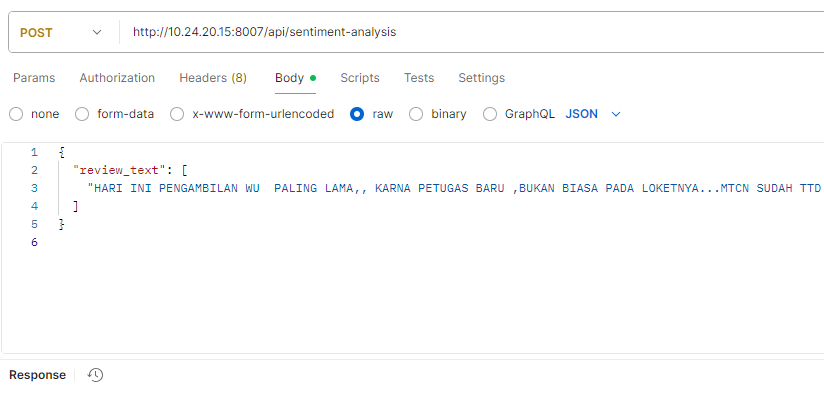 POST http://10.24.20.15:8007/api/sentiment-analysis
Params Authorization Headers (8) Body Scripts Tests Settings
none form-data x-www-form-urlencoded raw binary GraphQL JSON
1 {
2 "review_text": [
3 "HARI INI PENGAMBILAN WU  PALING LAMA,, KARNA PETUGAS BARU ,BUKAN BIASA PADA LOKETNYA...MTCN SUDAH TTD
4 ]
5 }
6
Response